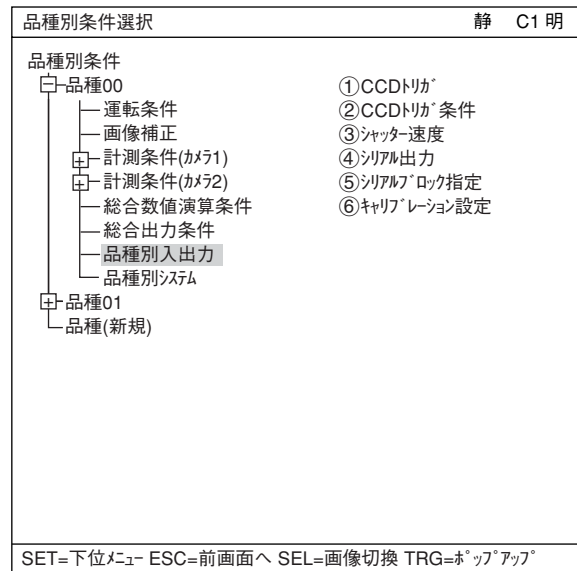 品種別条件選択 静 C1 明
品種別条件
品種00
運転条件
画像補正
計測条件(ｶﾒﾗ1)
計測条件(ｶﾒﾗ2)
総合数値演算条件
総合出力条件
品種別入出力
品種別ｼｽﾃﾑ
品種01
品種(新規)
①CCDﾄﾘｶﾞ
②CCDﾄﾘｶﾞ条件
③ｼｬｯﾀｰ速度
④ｼﾘｱﾙ出力
⑤ｼﾘｱﾙﾌﾞﾛｯｸ指定
⑥ｷｬﾘﾌﾞﾚｰｼｮﾝ設定
SET=下位ﾒﾆｭｰ ESC=前画面へ SEL=画像切換 TRG=ﾎﾟｯﾌﾟｱｯﾌﾟ